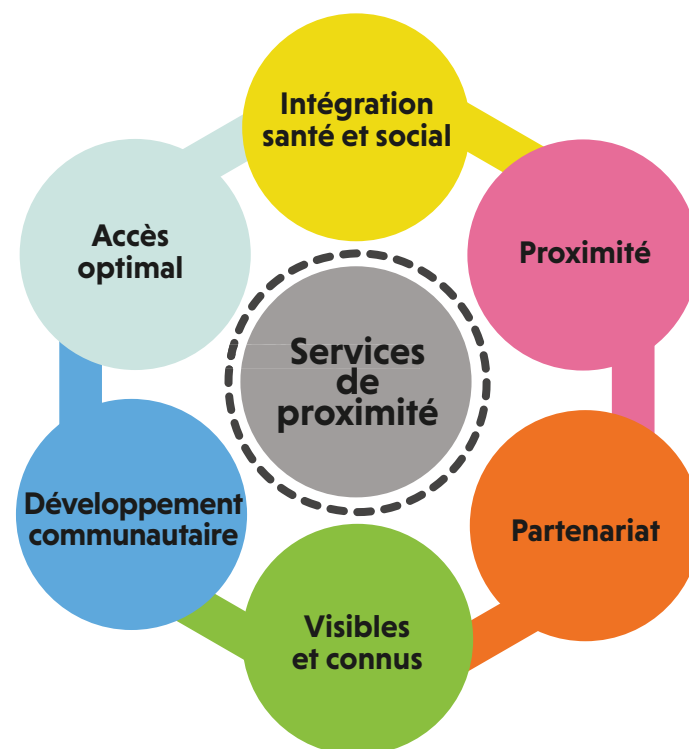 Intégration
santé et social
Proximité
Partenariat
Visibles
et connus
Développement
communautaire
Accès
optimal
Services
de
proximité